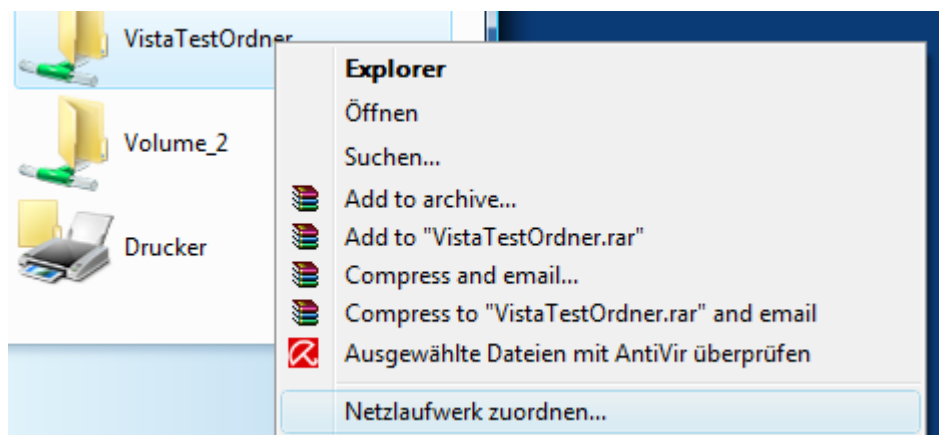 VistaTestOrdner
Explorer
Öffnen
Volume_2
Suchen...
Add to archive...
Add to "VistaTestOrdner.rar"
Drucker
Compress and email...
Compress to "VistaTestOrdner.rar" and email
Ausgewählte Dateien mit AntiVir überprüfen
Netzlaufwerk zuordnen...